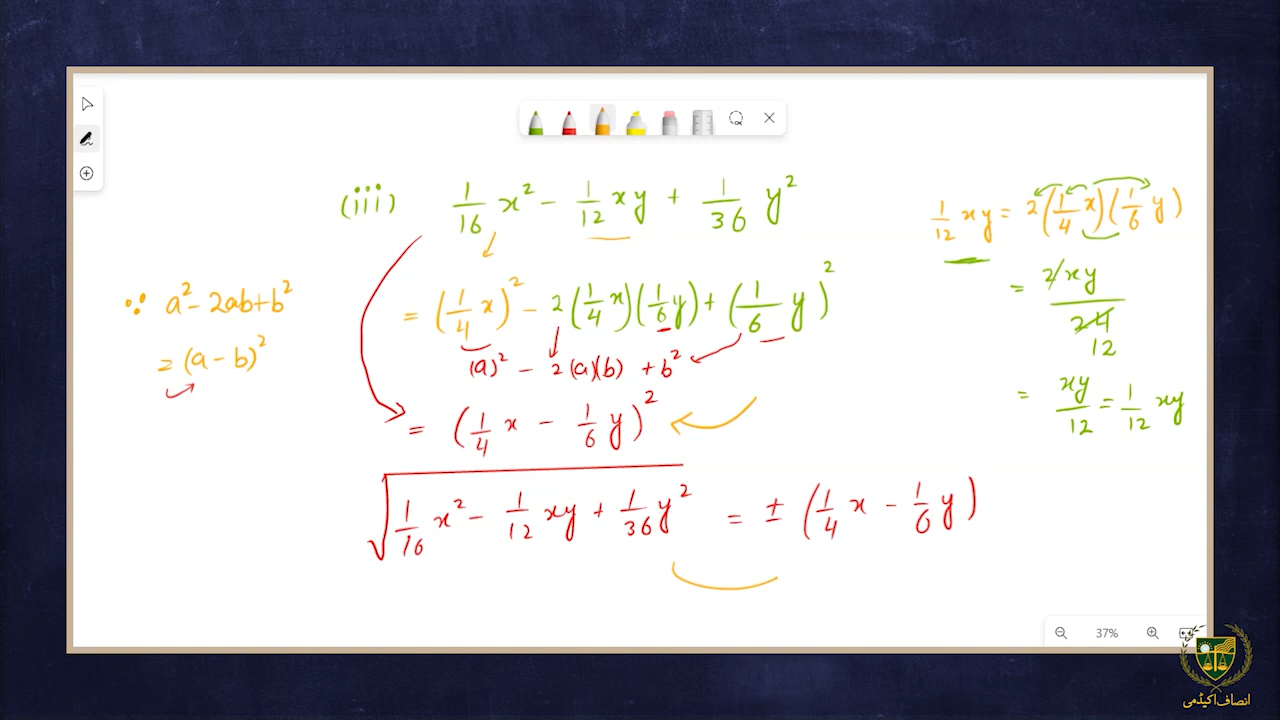 (iii) 1/16 x² - 1/12 xy + 1/36 y²
= (1/4 x)² - 2(1/4 x)(1/6 y) + (1/6 y)²
(a)² - 2(a)(b) + b²
= (1/4 x - 1/6 y)²
√(1/16 x² - 1/12 xy + 1/36 y²) = ± (1/4 x - 1/6 y)
∵ a² - 2ab + b²
= (a - b)²
1/12 xy = 2(1/4 x)(1/6 y)
= 2xy/24
12
= xy/12 = 1/12 xy
37%
انصاف اکیڈمی